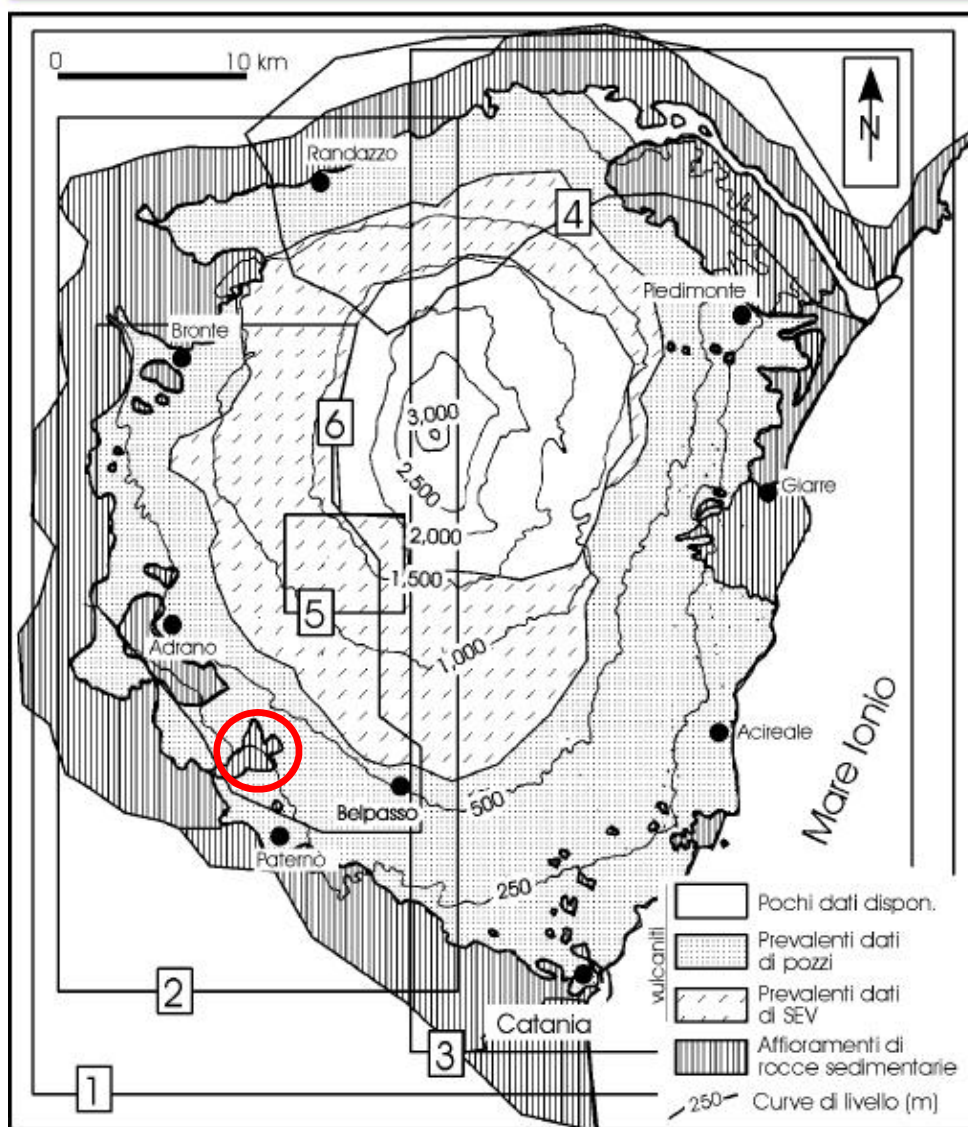 0 10 km
N
Randazzo
4
Piedimonte
Bronte
6
3,000
2,500
Giarre
2,000
1,500
5
Adrano
1,000
Acireale
Mare Ionio
Belpasso
500
Paternò
250
2
Catania
3
1
vulcaniti
Pochi dati dispon.
Prevalenti dati
di pozzi
Prevalenti dati
di SEV
Affioramenti di
rocce sedimentarie
250 Curve di livello (m)